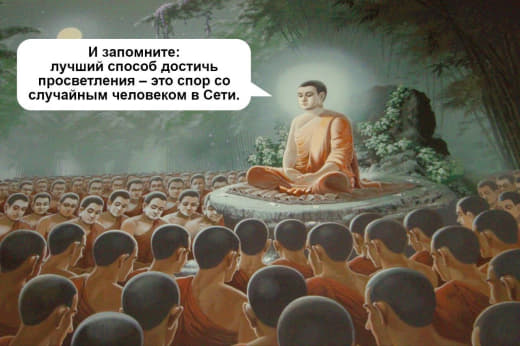 И запомните:
лучший способ достичь
просветления – это спор со
случайным человеком в Сети.